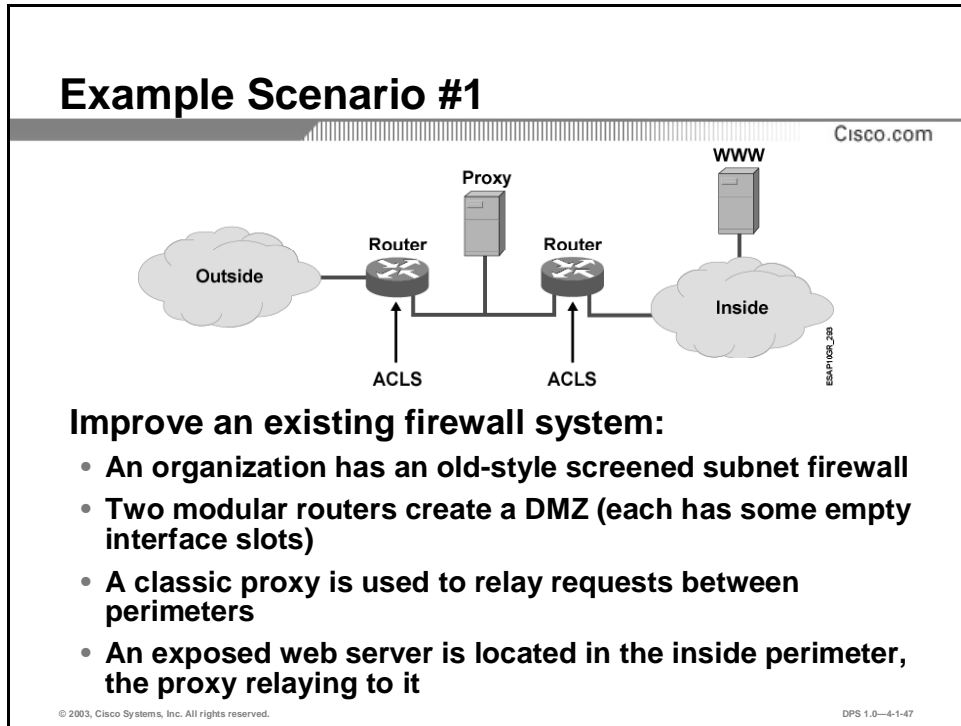 Example Scenario #1
Cisco.com
WWW
Proxy
Router
Router
Outside
Inside
ACLS
ACLS
ESAP10GR_293
Improve an existing firewall system:
• An organization has an old-style screened subnet firewall
• Two modular routers create a DMZ (each has some empty
interface slots)
• A classic proxy is used to relay requests between
perimeters
• An exposed web server is located in the inside perimeter,
the proxy relaying to it
© 2003, Cisco Systems, Inc. All rights reserved.
DPS 1.0—4-1-47